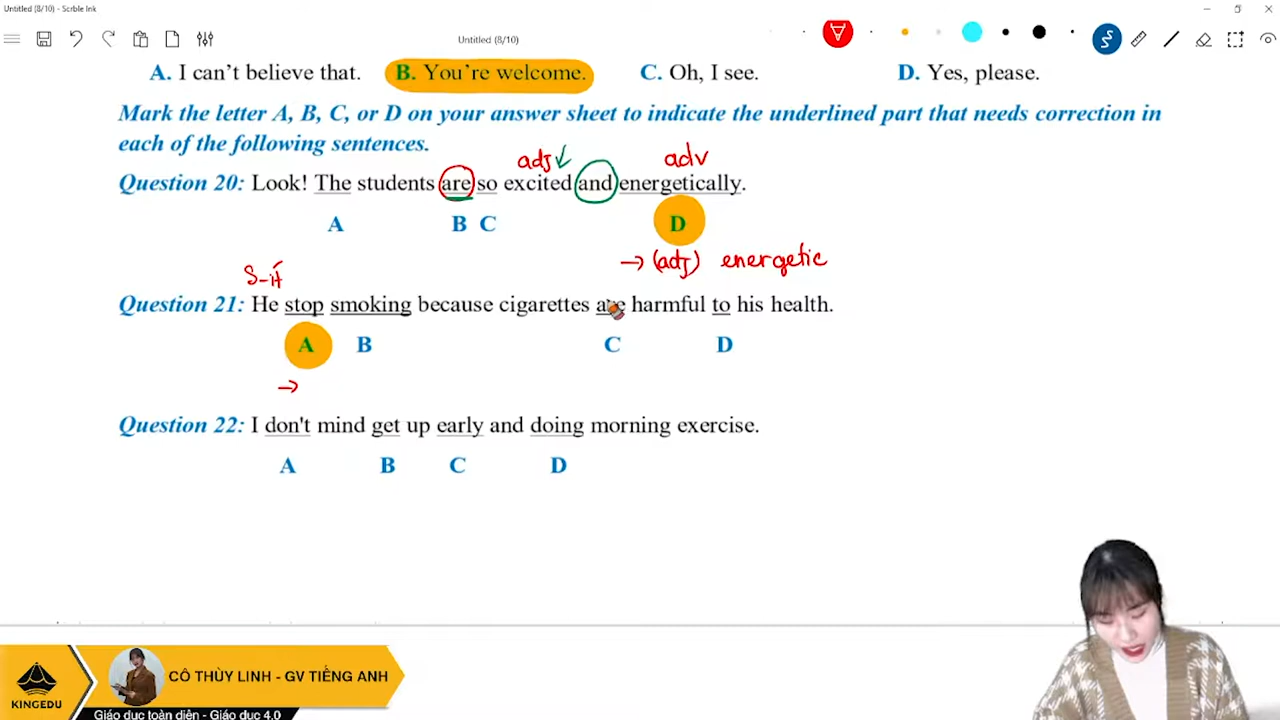 Untitled (8/10) - Scrble Ink
Untitled (8/10)
A. I can't believe that. B. You're welcome. C. Oh, I see. D. Yes, please.
Mark the letter A, B, C, or D on your answer sheet to indicate the underlined part that needs correction in
each of the following sentences.
adj adv
Question 20: Look! The students are so excited and energetically.
A B C D
→ (adj) energetic
S-ít
Question 21: He stop smoking because cigarettes are harmful to his health.
A B C D
→
Question 22: I don't mind get up early and doing morning exercise.
A B C D
KINGEDU
CÔ THÙY LINH - GV TIẾNG ANH
Giáo dục toàn diện - Giáo dục 4.0